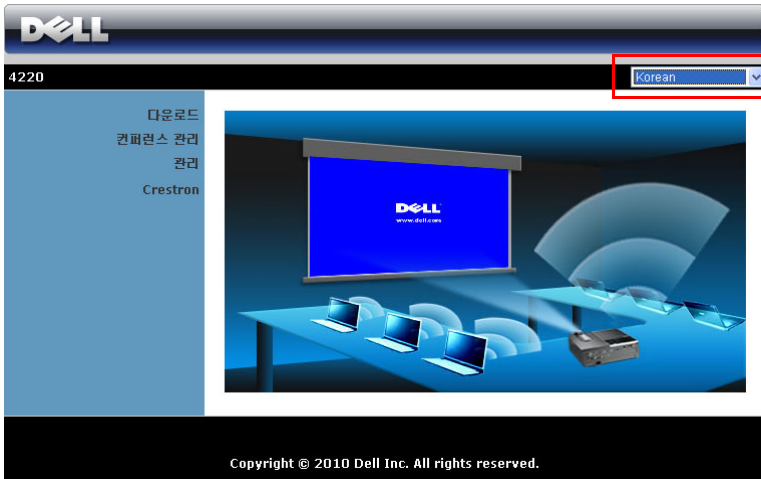 DELL
4220
Korean
다운로드
컨퍼런스 관리
관리
Crestron
DELL
www.dell.com
Copyright © 2010 Dell Inc. All rights reserved.